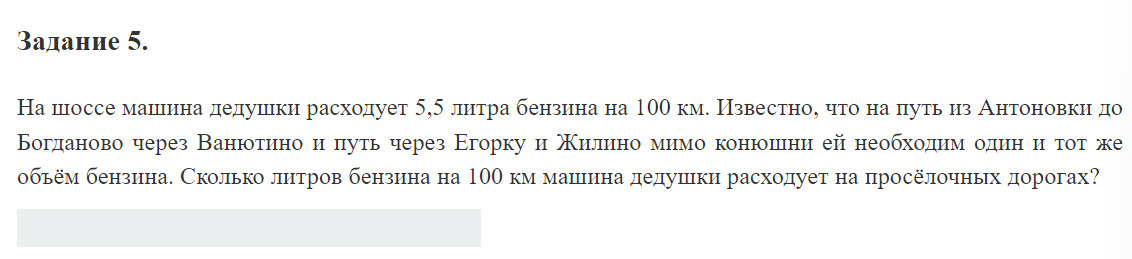 Задание 5.
На шоссе машина дедушки расходует 5,5 литра бензина на 100 км. Известно, что на путь из Антоновки до
Богданово через Ванютино и путь через Егорку и Жилино мимо конюшни ей необходим один и тот же
объём бензина. Сколько литров бензина на 100 км машина дедушки расходует на просёлочных дорогах?